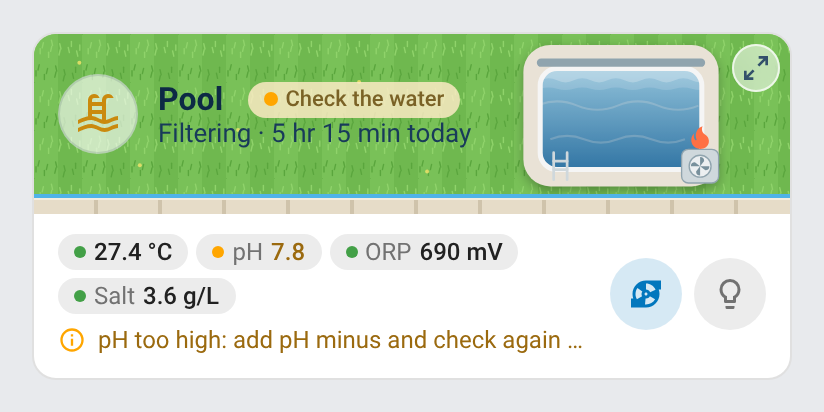 Pool
Check the water
Filtering · 5 hr 15 min today
27.4 °C
pH 7.8
ORP 690 mV
Salt 3.6 g/L
pH too high: add pH minus and check again ...